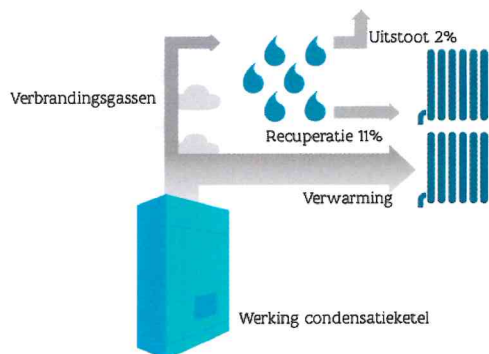 Uitstoot 2%
Verbrandingsgassen
Recuperatie 11%
Verwarming
Werking condensatieketel